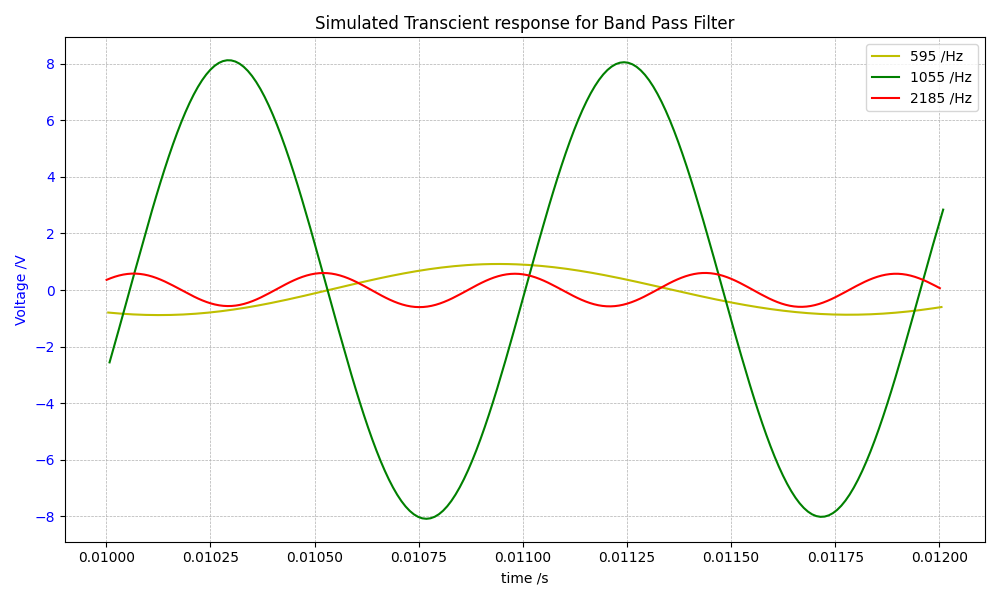 Simulated Transcient response for Band Pass Filter
595 /Hz
1055 /Hz
2185 /Hz
Voltage /V
8
6
4
2
0
−2
−4
−6
−8
0.01000 0.01025 0.01050 0.01075 0.01100 0.01125 0.01150 0.01175 0.01200
time /s